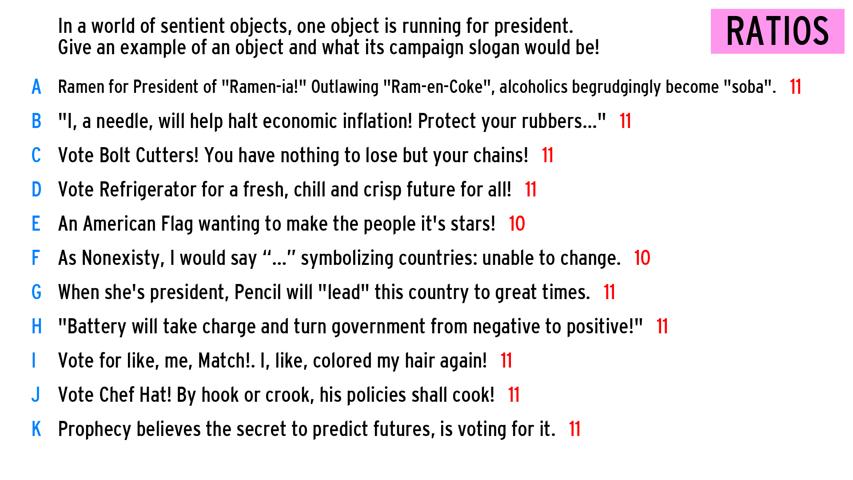 In a world of sentient objects, one object is running for president.
Give an example of an object and what its campaign slogan would be!
RATIOS
A Ramen for President of "Ramen-ia!" Outlawing "Ram-en-Coke", alcoholics begrudgingly become "soba". 11
B "I, a needle, will help halt economic inflation! Protect your rubbers..." 11
C Vote Bolt Cutters! You have nothing to lose but your chains! 11
D Vote Refrigerator for a fresh, chill and crisp future for all! 11
E An American Flag wanting to make the people it's stars! 10
F As Nonexisty, I would say “...” symbolizing countries: unable to change. 10
G When she's president, Pencil will "lead" this country to great times. 11
H "Battery will take charge and turn government from negative to positive!" 11
I Vote for like, me, Match!. I, like, colored my hair again! 11
J Vote Chef Hat! By hook or crook, his policies shall cook! 11
K Prophecy believes the secret to predict futures, is voting for it. 11